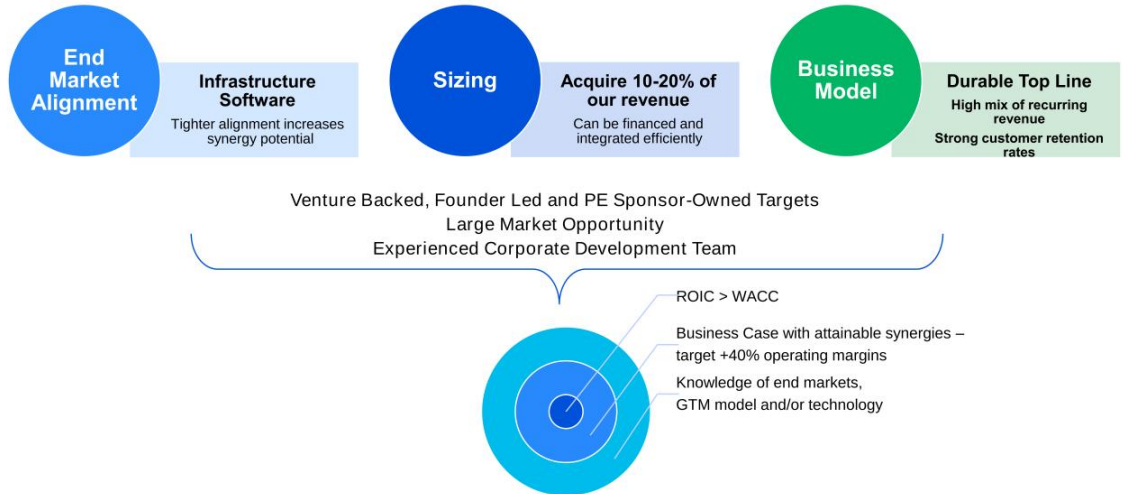 End
Market
Alignment
Infrastructure
Software
Tighter alignment increases
synergy potential
Sizing
Acquire 10-20% of
our revenue
Can be financed and
integrated efficiently
Business
Model
Durable Top Line
High mix of recurring
revenue
Strong customer retention
rates
Venture Backed, Founder Led and PE Sponsor-Owned Targets
Large Market Opportunity
Experienced Corporate Development Team
ROIC > WACC
Business Case with attainable synergies –
target +40% operating margins
Knowledge of end markets,
GTM model and/or technology